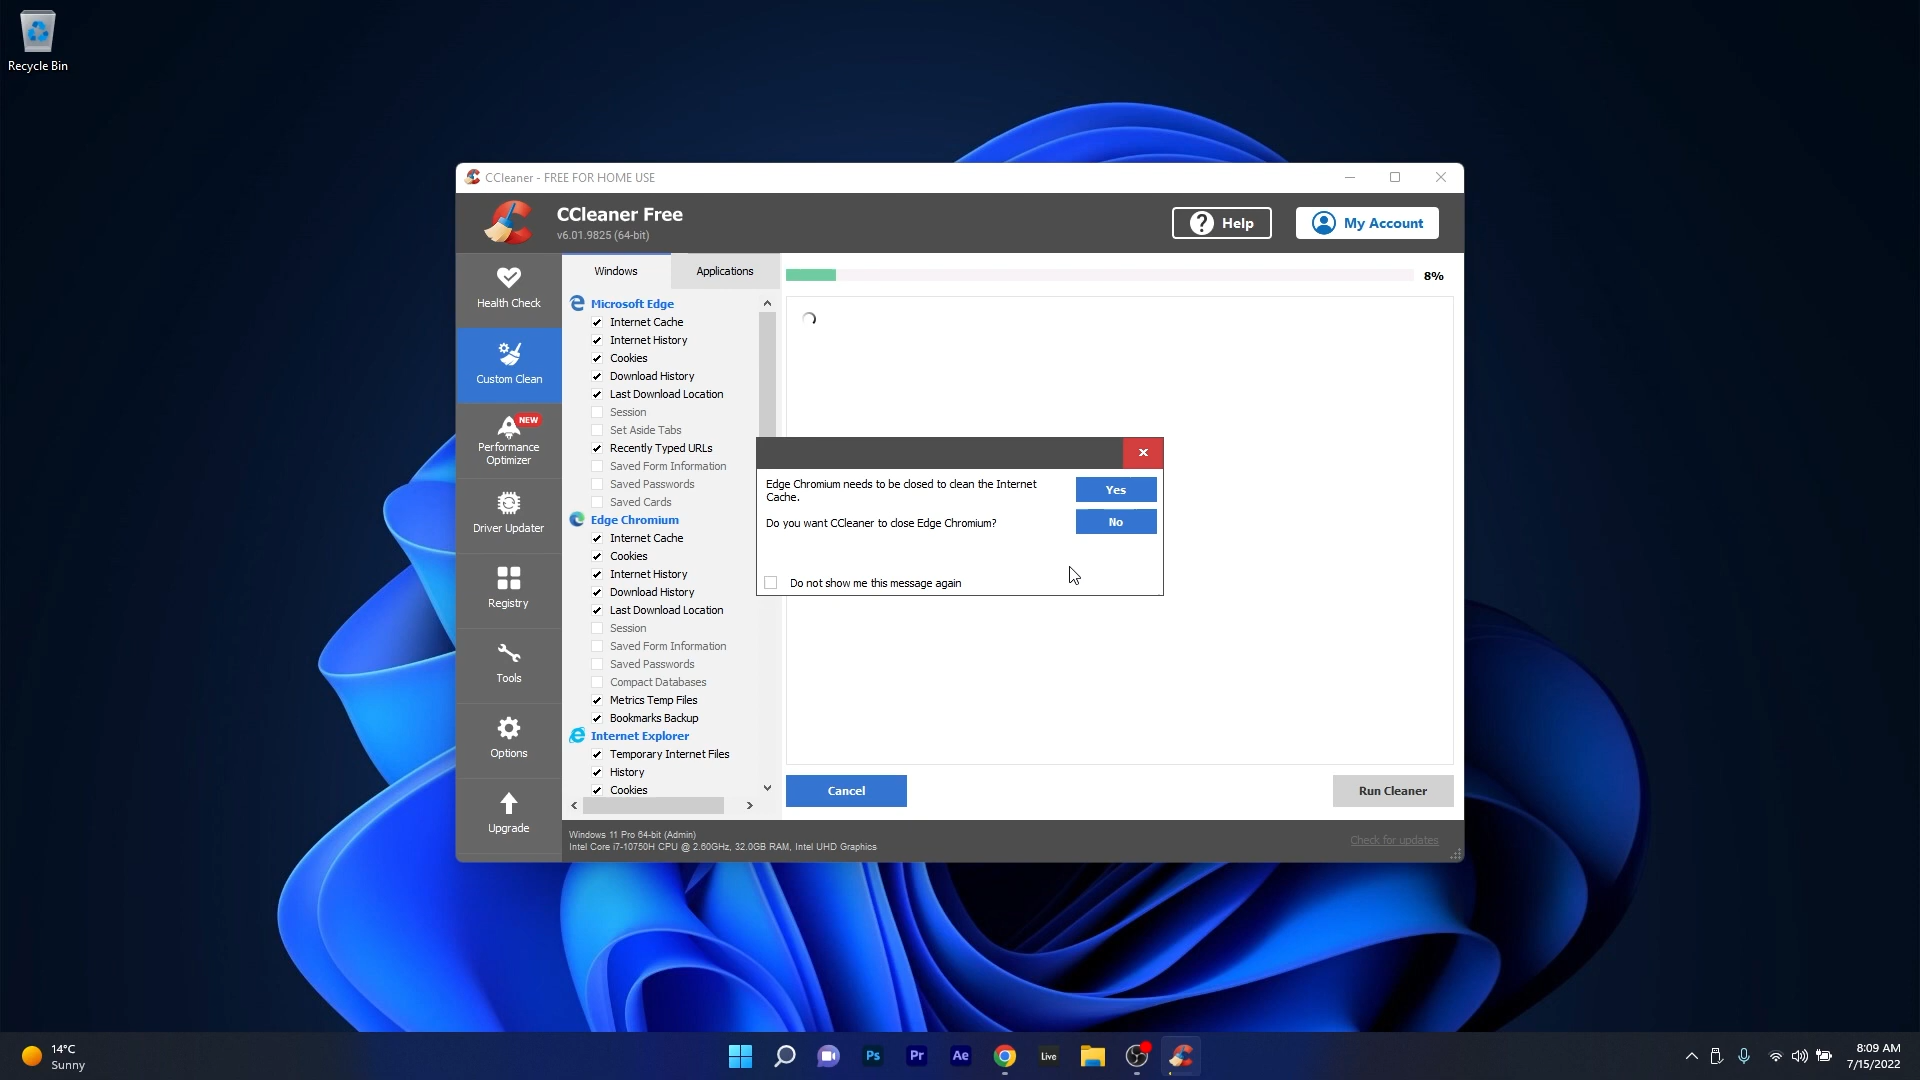 Recycle Bin
CCleaner - FREE FOR HOME USE
CCleaner Free
v6.01.9825 (64-bit)
Help
My Account
Health Check
Custom Clean
NEW
Performance
Optimizer
Driver Updater
Registry
Tools
Options
Upgrade
Windows
Applications
Microsoft Edge
Internet Cache
Internet History
Cookies
Download History
Last Download Location
Session
Set Aside Tabs
Recently Typed URLs
Saved Form Information
Saved Passwords
Saved Cards
Edge Chromium
Internet Cache
Cookies
Internet History
Download History
Last Download Location
Session
Saved Form Information
Saved Passwords
Compact Databases
Metrics Temp Files
Bookmarks Backup
Internet Explorer
Temporary Internet Files
History
Cookies
8%
Edge Chromium needs to be closed to clean the Internet
Cache.
Do you want CCleaner to close Edge Chromium?
Yes
No
Do not show me this message again
Cancel
Run Cleaner
Windows 11 Pro 64-bit (Admin)
Intel Core i7-10750H CPU @ 2.60GHz, 32.0GB RAM, Intel UHD Graphics
Check for updates
14°C
Sunny
Ps
Pr
Ae
Live
8:09 AM
7/15/2022